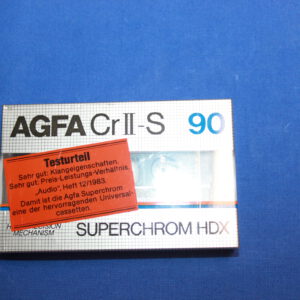 AGFA CrII-S 90
Testurteil
Sehr gut: Klangeigenschaften.
Sehr gut: Preis-Leistungs-Verhältnis.
„Audio”, Heft 12/1983.
Damit ist die Agfa Superchrom
eine der hervorragenden Universal-
cassetten.
SUPERCHROM HDX
MECHANISM